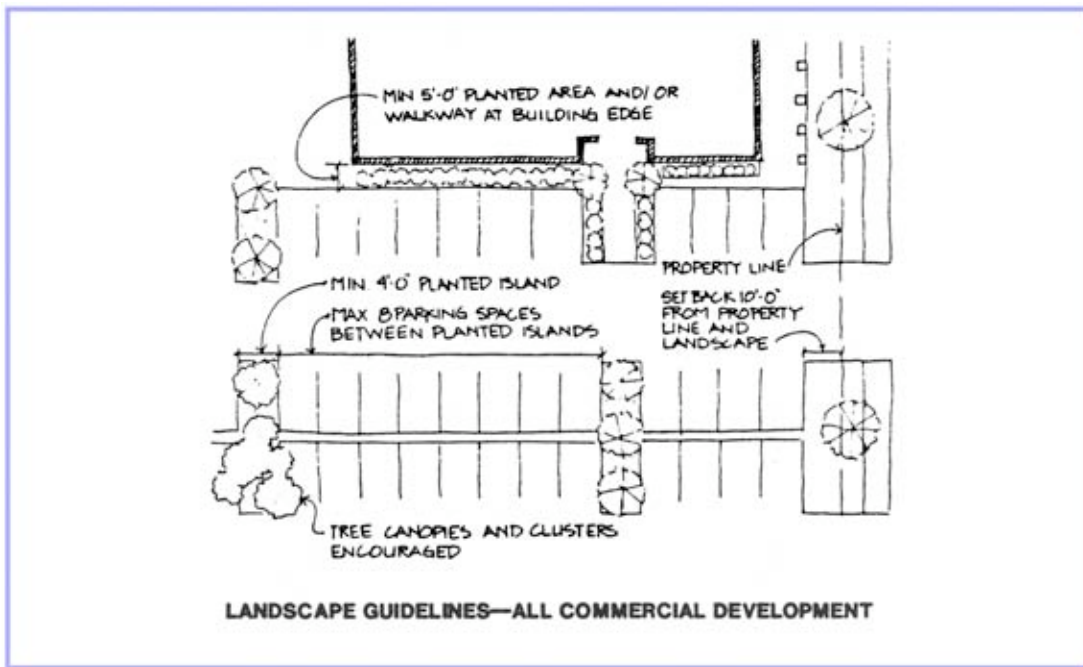 MIN 5'-0" PLANTED AREA AND/OR
WALKWAY AT BUILDING EDGE
PROPERTY LINE
MIN. 4'-0" PLANTED ISLAND
MAX 8 PARKING SPACES
BETWEEN PLANTED ISLANDS
SETBACK 10'-0"
FROM PROPERTY
LINE AND
LANDSCAPE
TREE CANOPIES AND CLUSTERS
ENCOURAGED
LANDSCAPE GUIDELINES—ALL COMMERCIAL DEVELOPMENT